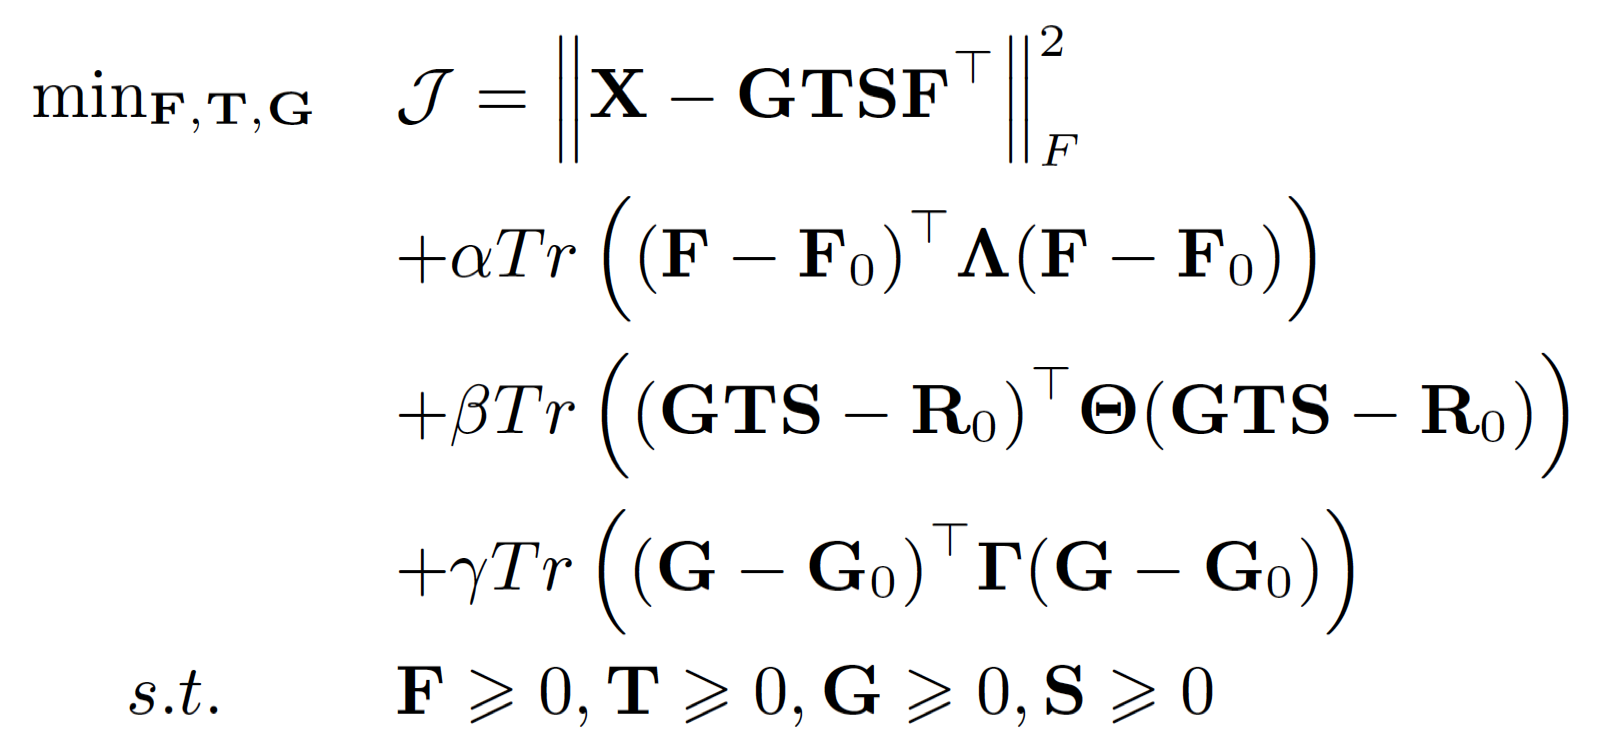 min_{F,T,G} 𝒥 = ‖X − GTSF^⊤‖_F^2
+αTr((F − F_0)^⊤Λ(F − F_0))
+βTr((GTS − R_0)^⊤Θ(GTS − R_0))
+γTr((G − G_0)^⊤Γ(G − G_0))
s.t. F ⩾ 0, T ⩾ 0, G ⩾ 0, S ⩾ 0